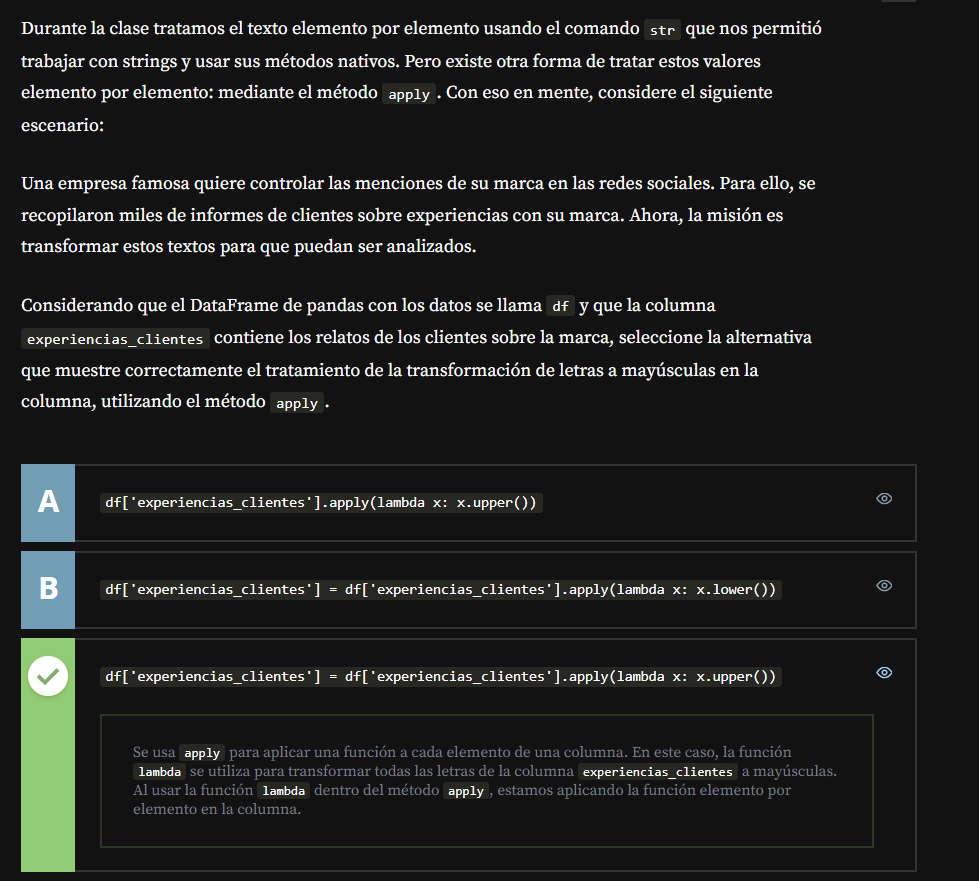 Durante la clase tratamos el texto elemento por elemento usando el comando str que nos permitió
trabajar con strings y usar sus métodos nativos. Pero existe otra forma de tratar estos valores
elemento por elemento: mediante el método apply. Con eso en mente, considere el siguiente
escenario:
Una empresa famosa quiere controlar las menciones de su marca en las redes sociales. Para ello, se
recopilaron miles de informes de clientes sobre experiencias con su marca. Ahora, la misión es
transformar estos textos para que puedan ser analizados.
Considerando que el DataFrame de pandas con los datos se llama df y que la columna
experiencias_clientes contiene los relatos de los clientes sobre la marca, seleccione la alternativa
que muestre correctamente el tratamiento de la transformación de letras a mayúsculas en la
columna, utilizando el método apply.
A
df['experiencias_clientes'].apply(lambda x: x.upper())
B
df['experiencias_clientes'] = df['experiencias_clientes'].apply(lambda x: x.lower())
df['experiencias_clientes'] = df['experiencias_clientes'].apply(lambda x: x.upper())
Se usa apply para aplicar una función a cada elemento de una columna. En este caso, la función
lambda se utiliza para transformar todas las letras de la columna experiencias_clientes a mayúsculas.
Al usar la función lambda dentro del método apply, estamos aplicando la función elemento por
elemento en la columna.